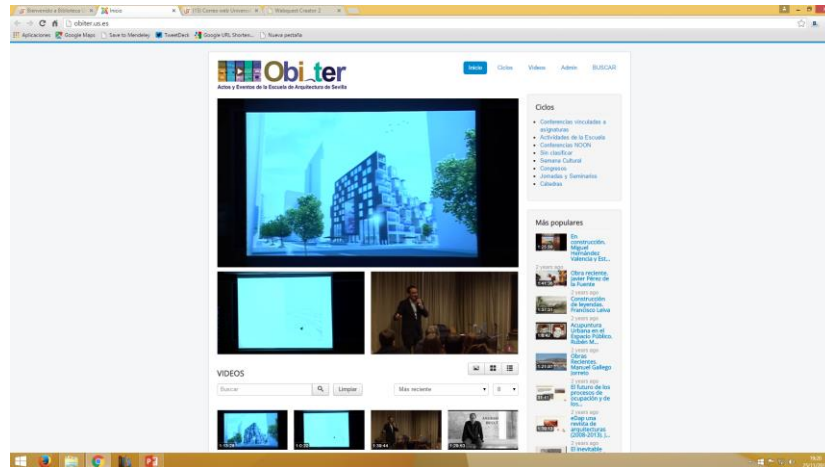 Bienvenido a Biblioteca
Inicio
(15) Correo web Univers
Webquest Creator 2
obiter.us.es
Aplicaciones Google Maps Save to Mendeley TweetDeck Google URL Shorten... Nueva pestaña
Obi_ter
Actos y Eventos de la Escuela de Arquitectura de Sevilla
Inicio Ciclos Vídeos Admin BUSCAR
Ciclos
Conferencias vinculadas a
asignaturas
Actividades de la Escuela
Conferencias NOON
Sin clasificar
Semana Cultural
Congresos
Jornadas y Seminarios
Cátedras
Más populares
En
construcción.
Miguel
Hernández
Valencia y Est...
2 years ago
Obra reciente.
Javier Pérez de
la Fuente
2 years ago
Construcción
de leyendas.
Francisco Leiva
2 years ago
Acupuntura
Urbana en el
Espacio Público.
Rubén M...
2 years ago
Obras
Recientes.
Manuel Gallego
Jorreto
2 years ago
El futuro de los
procesos de
ocupación y de
los...
2 years ago
eDap una
revista de
arquitecturas
(2008-2013). J...
2 years ago
El inevitable
VIDEOS
Buscar Limpiar Más reciente 8